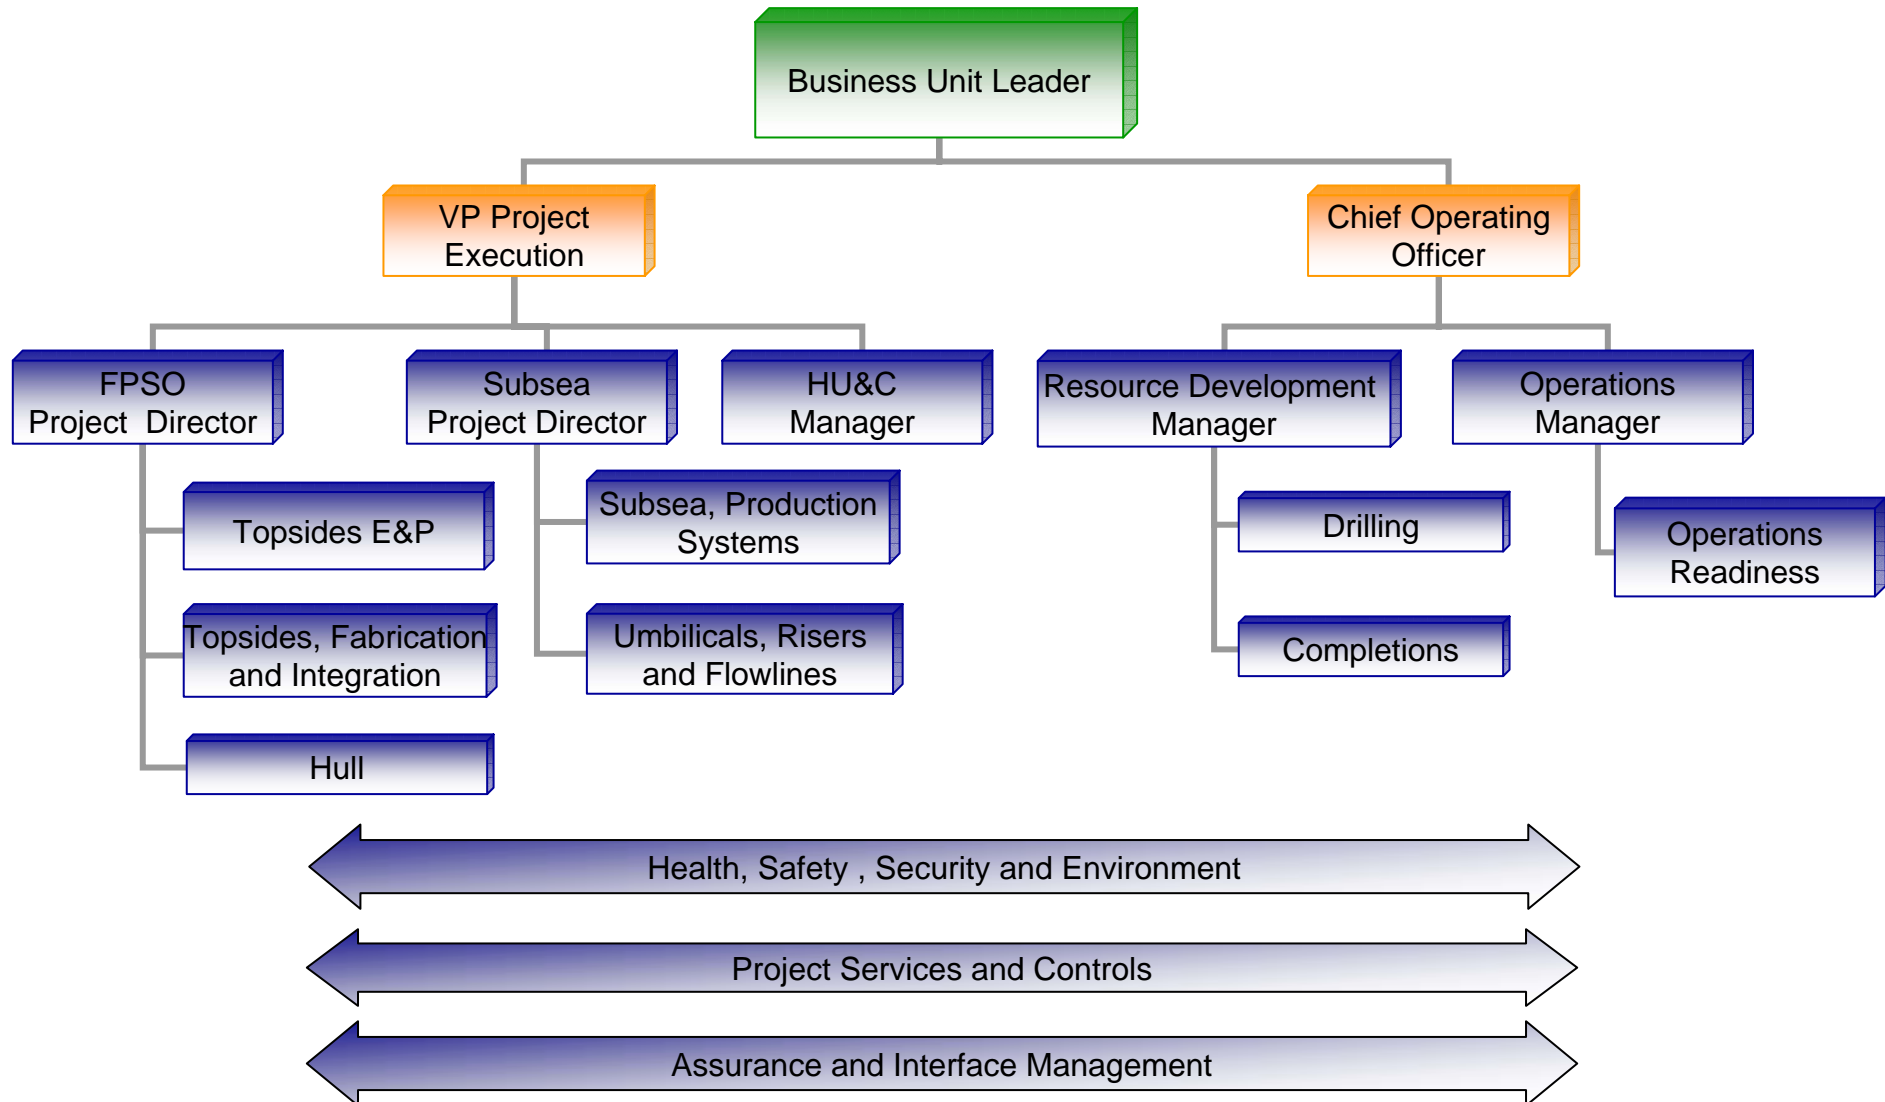 Business Unit Leader
VP Project
Execution
Chief Operating
Officer
FPSO
Project  Director
Subsea
Project Director
HU&C
Manager
Resource Development
Manager
Operations
Manager
Topsides E&P
Topsides, Fabrication
and Integration
Hull
Subsea, Production
Systems
Umbilicals, Risers
and Flowlines
Drilling
Completions
Operations
Readiness
Health, Safety , Security and Environment
Project Services and Controls
Assurance and Interface Management